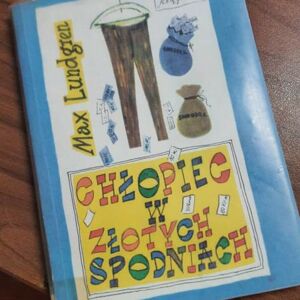 Max Lundgren
CHŁOPIEC
W
ZŁOTYCH
SPODNIACH